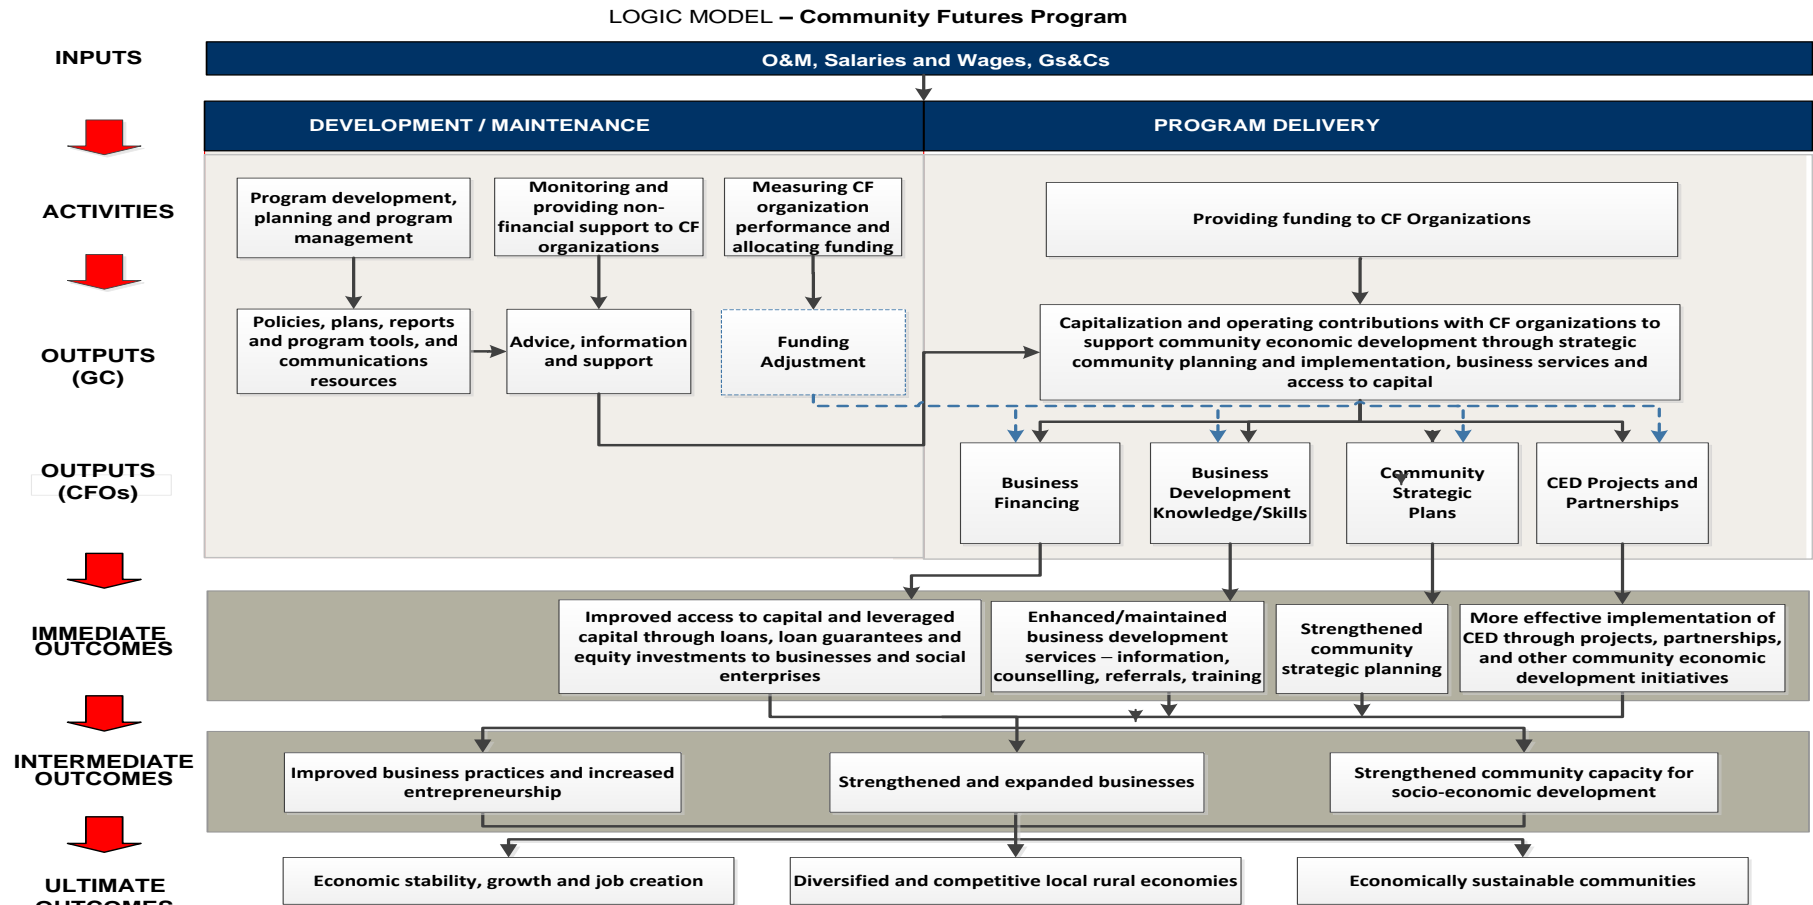 LOGIC MODEL – Community Futures Program
INPUTS
O&M, Salaries and Wages, Gs&Cs
DEVELOPMENT / MAINTENANCE
PROGRAM DELIVERY
ACTIVITIES
Program development,
planning and program
management
Monitoring and
providing non-
financial support to CF
organizations
Measuring CF
organization
performance and
allocating funding
Providing funding to CF Organizations
OUTPUTS
(GC)
Policies, plans, reports
and program tools, and
communications
resources
Advice, information
and support
Funding
Adjustment
Capitalization and operating contributions with CF organizations to
support community economic development through strategic
community planning and implementation, business services and
access to capital
OUTPUTS
(CFOs)
Business
Financing
Business
Development
Knowledge/Skills
Community
Strategic
Plans
CED Projects and
Partnerships
IMMEDIATE
OUTCOMES
Improved access to capital and leveraged
capital through loans, loan guarantees and
equity investments to businesses and social
enterprises
Enhanced/maintained
business development
services – information,
counselling, referrals, training
Strengthened
community
strategic planning
More effective implementation of
CED through projects, partnerships,
and other community economic
development initiatives
INTERMEDIATE
OUTCOMES
Improved business practices and increased
entrepreneurship
Strengthened and expanded businesses
Strengthened community capacity for
socio-economic development
ULTIMATE
OUTCOMES
Economic stability, growth and job creation
Diversified and competitive local rural economies
Economically sustainable communities